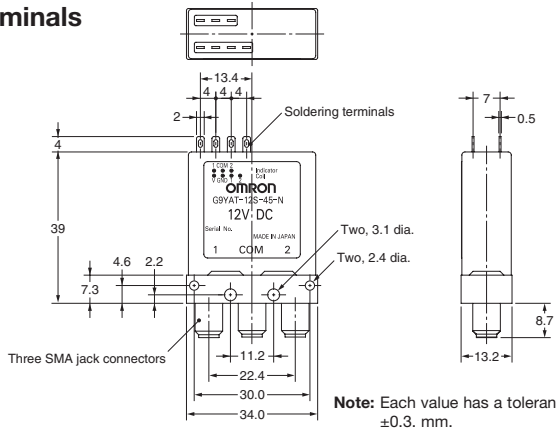 minals
13.4
4 4 4
2
4
Soldering terminals
7
0.5
1 COM 2
Indicator
Coil
V GND 1 2
OMRON
G9YAT-12S-45-N
12V DC
Serial No.
MADE IN JAPAN
1 COM 2
39
4.6
2.2
7.3
Two, 3.1 dia.
Two, 2.4 dia.
Three SMA jack connectors
11.2
22.4
30.0
34.0
8.7
13.2
Note: Each value has a toleran
±0.3. mm.